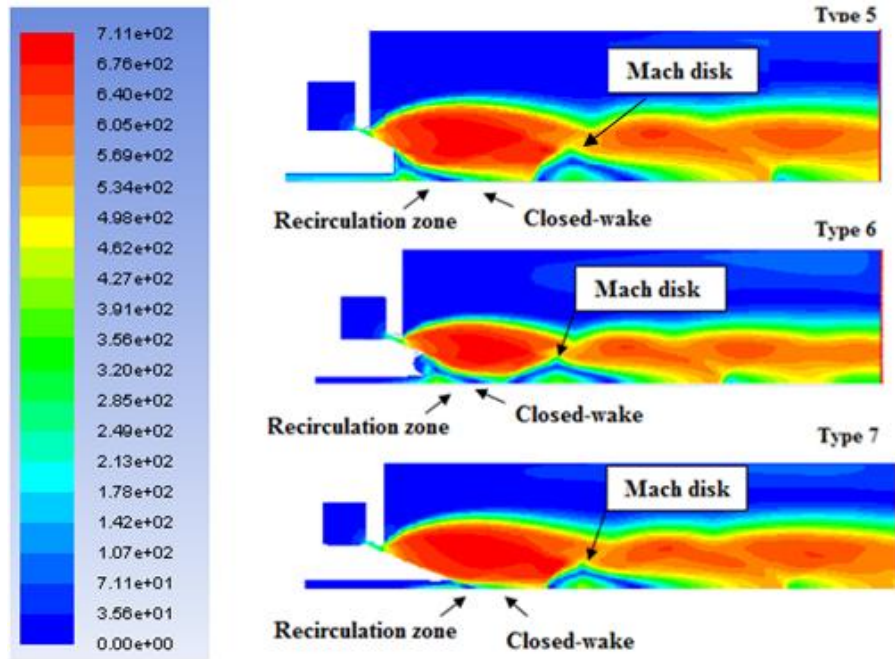 7.11e+02
6.76e+02
6.40e+02
6.05e+02
5.69e+02
5.34e+02
4.98e+02
4.62e+02
4.27e+02
3.91e+02
3.56e+02
3.20e+02
2.85e+02
2.49e+02
2.13e+02
1.78e+02
1.42e+02
1.07e+02
7.11e+01
3.56e+01
0.00e+00
Type 5
Mach disk
Recirculation zone
Closed-wake
Type 6
Mach disk
Recirculation zone
Closed-wake
Type 7
Mach disk
Recirculation zone
Closed-wake